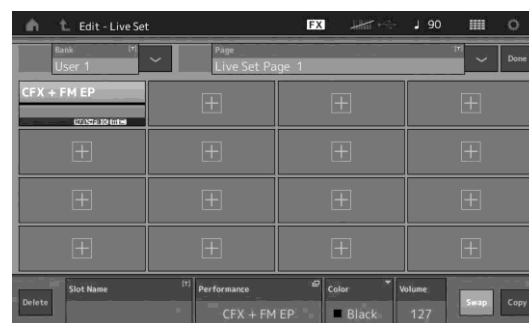 Edit - Live Set
FX
♩ 90
Bank
[T]
User 1
Page
[T]
Live Set Page 1
Done
CFX + FM EP
Delete
Slot Name
[T]
Performance
CFX + FM EP
Color
Black
Volume
127
Swap
Copy